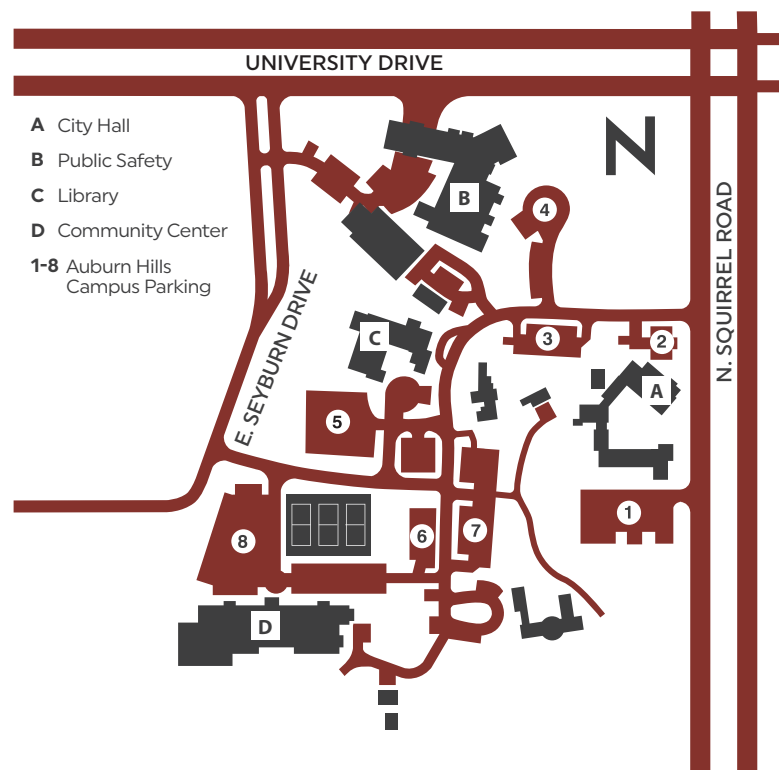 UNIVERSITY DRIVE
A City Hall
B Public Safety
C Library
D Community Center
1-8 Auburn Hills
Campus Parking
N
B
4
N. SQUIRREL ROAD
E. SEYBURN DRIVE
C
3
2
A
5
1
6
7
8
D